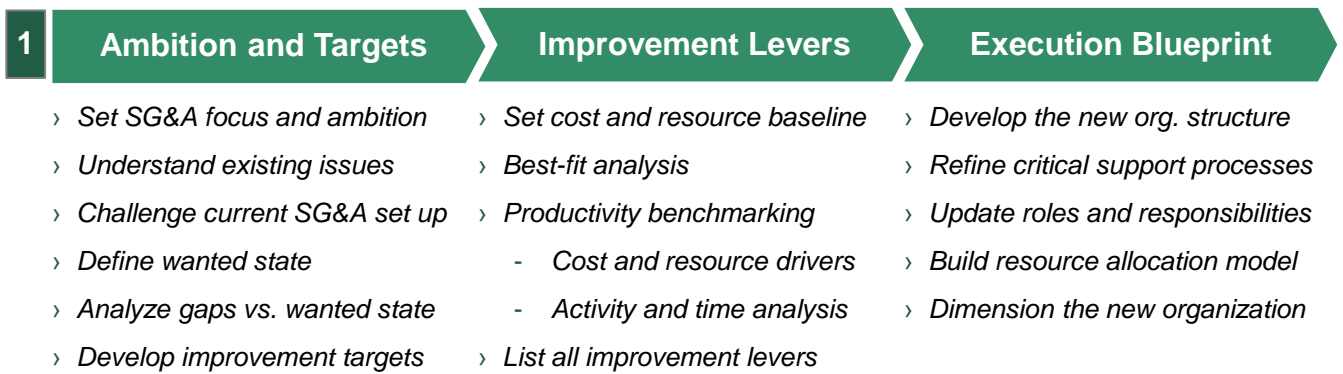 1
Ambition and Targets
› Set SG&A focus and ambition
› Understand existing issues
› Challenge current SG&A set up
› Define wanted state
› Analyze gaps vs. wanted state
› Develop improvement targets
Improvement Levers
› Set cost and resource baseline
› Best-fit analysis
› Productivity benchmarking
- Cost and resource drivers
- Activity and time analysis
› List all improvement levers
Execution Blueprint
› Develop the new org. structure
› Refine critical support processes
› Update roles and responsibilities
› Build resource allocation model
› Dimension the new organization